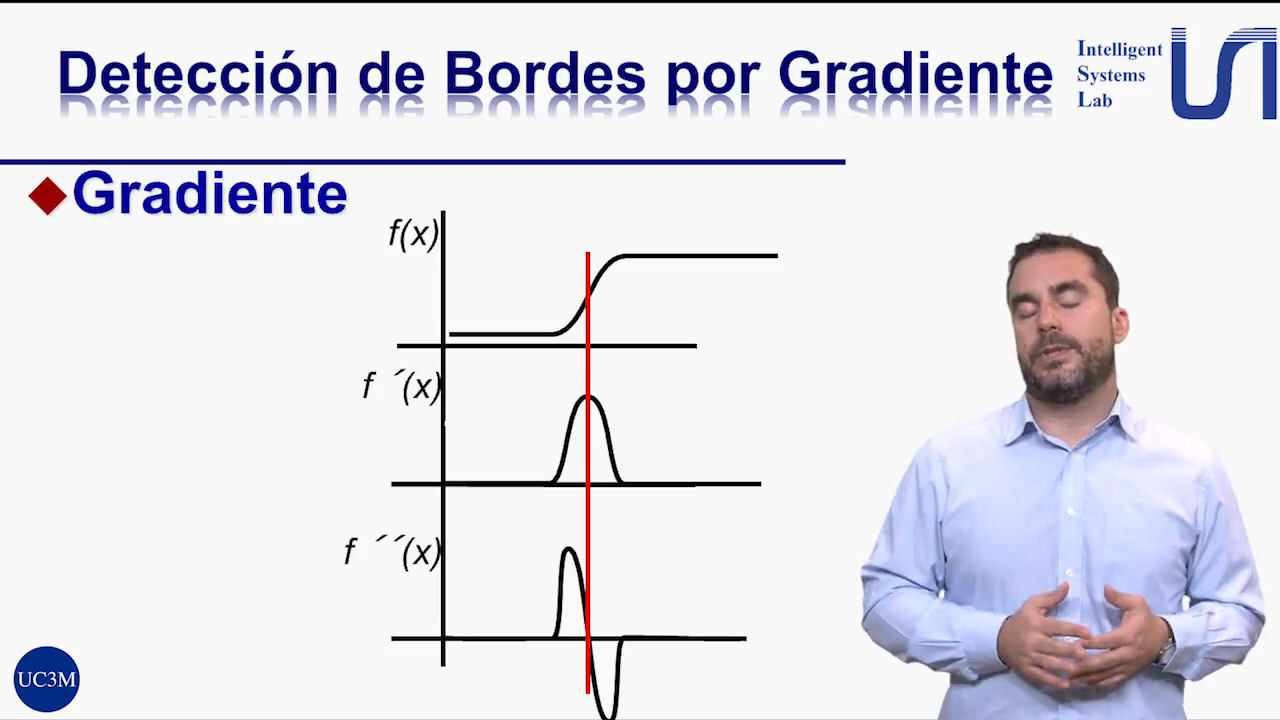 Detección de Bordes por Gradiente
Intelligent
Systems
Lab
Gradiente
f(x)
f ´(x)
f ´´(x)
UC3M